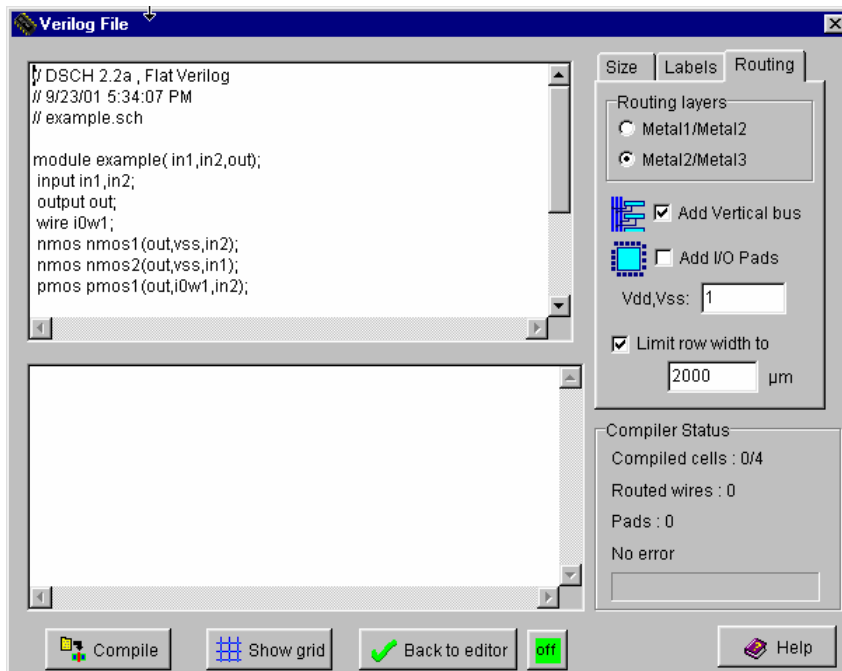 Verilog File
// DSCH 2.2a , Flat Verilog
// 9/23/01 5:34:07 PM
// example.sch
module example( in1,in2,out);
input in1,in2;
output out;
wire i0w1;
nmos nmos1(out,vss,in2);
nmos nmos2(out,vss,in1);
pmos pmos1(out,i0w1,in2);
Size Labels Routing
Routing layers
Metal1/Metal2
Metal2/Metal3
Add Vertical bus
Add I/O Pads
Vdd,Vss: 1
Limit row width to
2000 µm
Compiler Status
Compiled cells : 0/4
Routed wires : 0
Pads : 0
No error
Compile Show grid Back to editor off Help